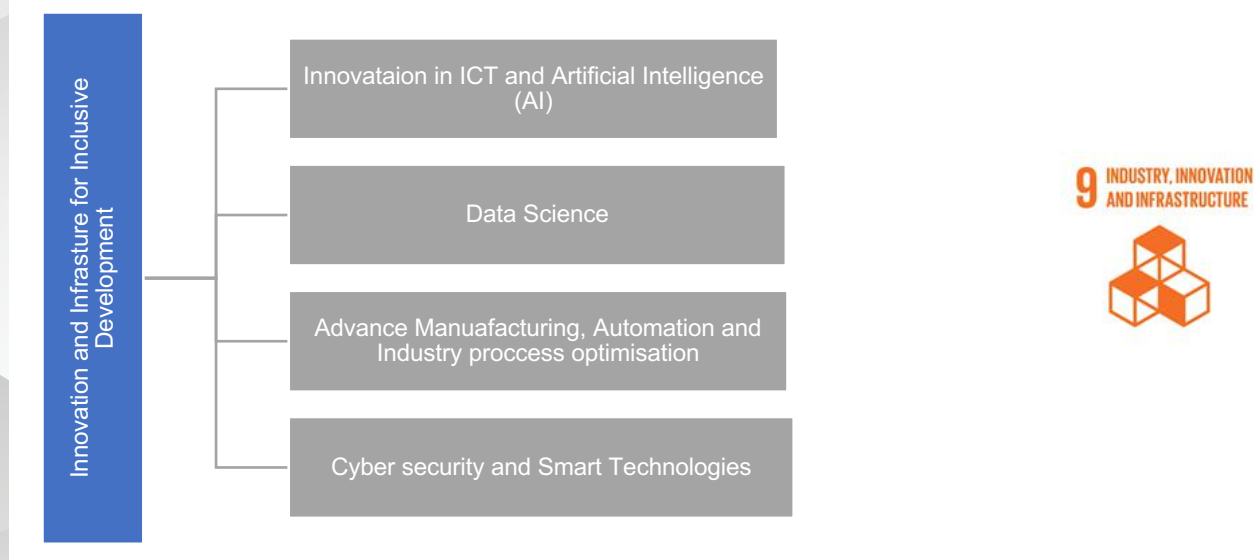 Innovation and Infrasture for Inclusive
Development
Innovataion in ICT and Artificial Intelligence
(AI)
Data Science
Advance Manuafacturing, Automation and
Industry proccess optimisation
Cyber security and Smart Technologies
9 INDUSTRY, INNOVATION
AND INFRASTRUCTURE